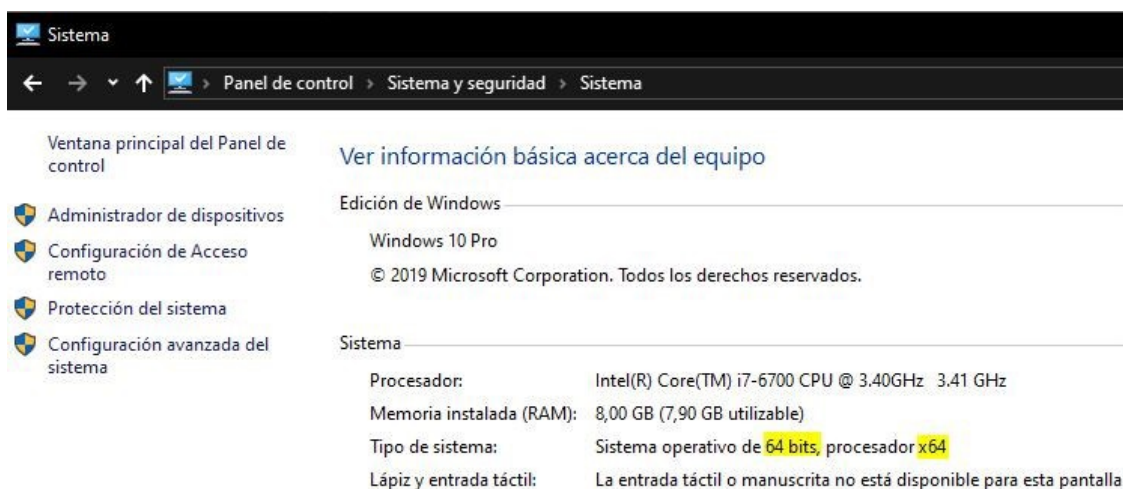 Sistema
Panel de control › Sistema y seguridad › Sistema
Ventana principal del Panel de
control
Administrador de dispositivos
Configuración de Acceso
remoto
Protección del sistema
Configuración avanzada del
sistema
Ver información básica acerca del equipo
Edición de Windows
Windows 10 Pro
© 2019 Microsoft Corporation. Todos los derechos reservados.
Sistema
Procesador: Intel(R) Core(TM) i7-6700 CPU @ 3.40GHz 3.41 GHz
Memoria instalada (RAM): 8,00 GB (7,90 GB utilizable)
Tipo de sistema: Sistema operativo de 64 bits, procesador x64
Lápiz y entrada táctil: La entrada táctil o manuscrita no está disponible para esta pantalla